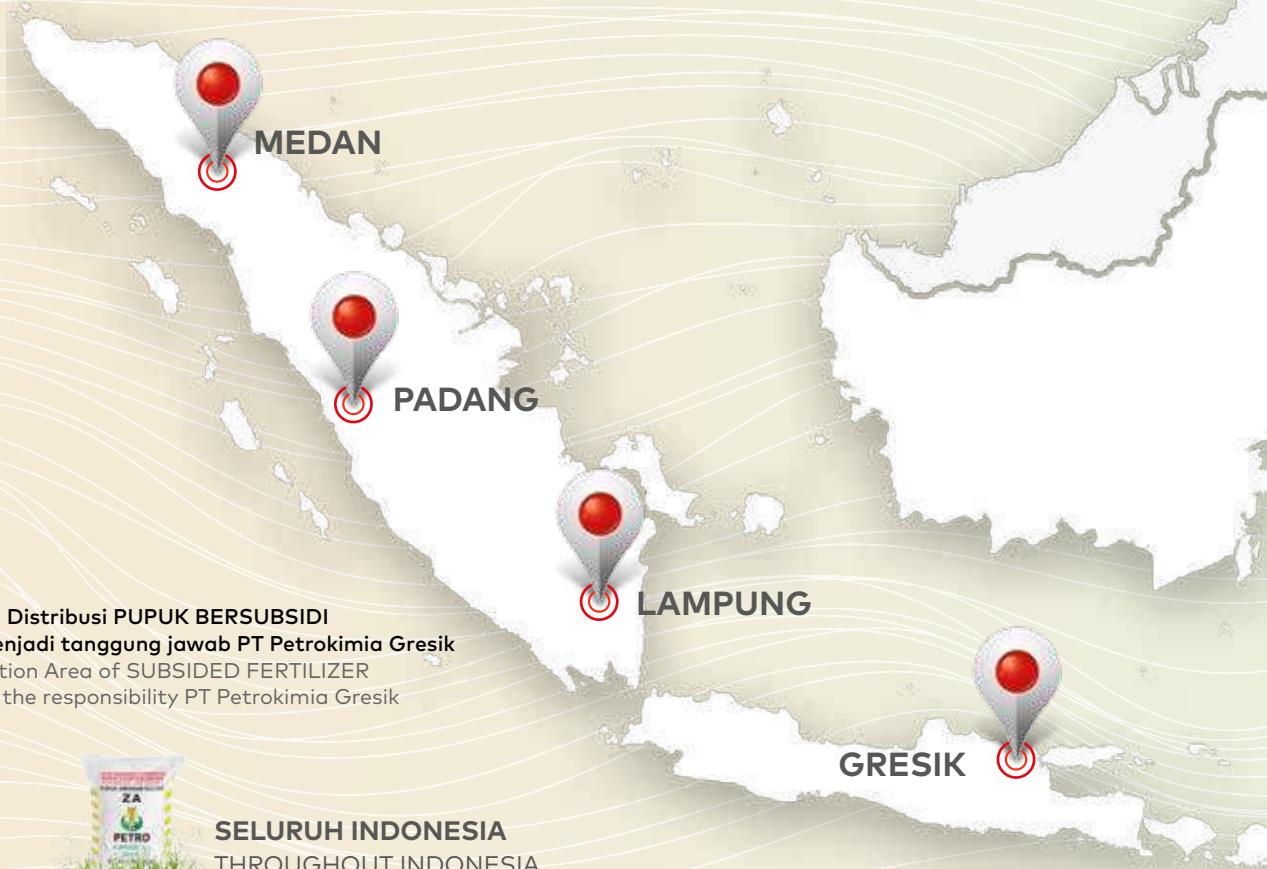 MEDAN
PADANG
LAMPUNG
Distribusi PUPUK BERSUBSIDI
enjadi tanggung jawab PT Petrokimia Gresik
tion Area of SUBSIDED FERTILIZER
the responsibility PT Petrokimia Gresik
GRESIK
ZA
PETRO
SELURUH INDONESIA
THROUGHOUT INDONESIA